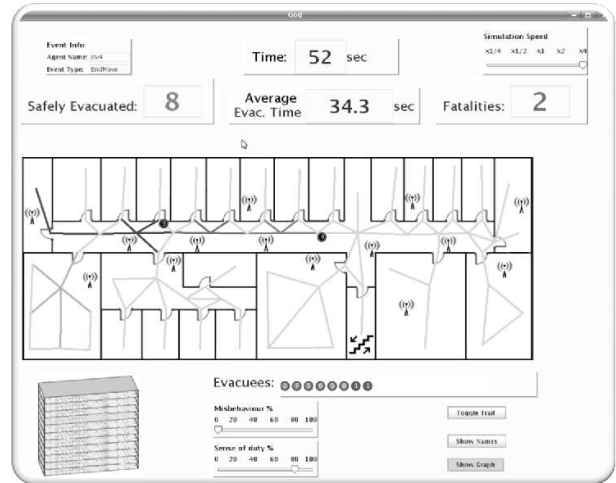 God
Event Info
Agent Name: civ4
Event Type: EndMove
Time: 52 sec
Simulation Speed
x1/4 x1/2 x1 x2 x4
Safely Evacuated: 8
Average
Evac. Time 34.3 sec
Fatalities: 2
Evacuees:
Misbehaviour %
0 20 40 60 80 100
Sense of duty %
0 20 40 60 80 100
Toggle Trail
Show Names
Show Graph